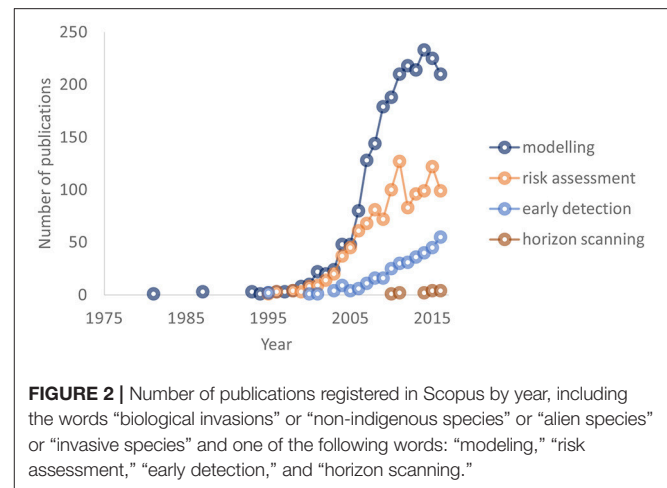 250
200
150
100
50
0
Number of publications
1975
1985
1995
2005
2015
Year
modelling
risk assessment
early detection
horizon scanning
FIGURE 2 | Number of publications registered in Scopus by year, including
the words “biological invasions” or “non-indigenous species” or “alien species”
or “invasive species” and one of the following words: “modeling,” “risk
assessment,” “early detection,” and “horizon scanning.”